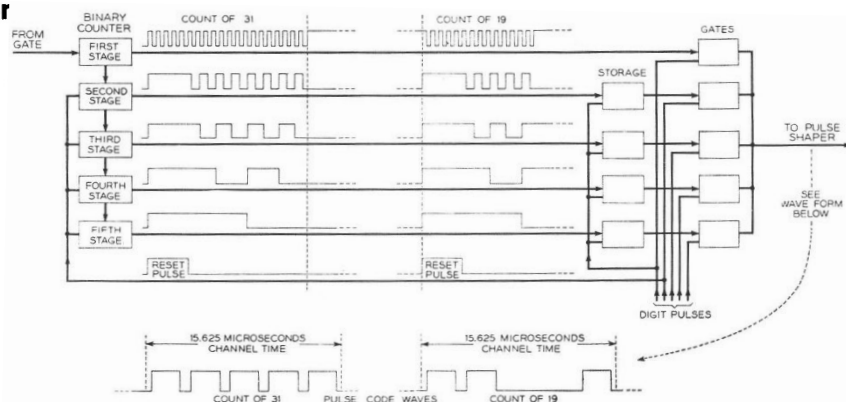 r
BINARY
COUNTER
COUNT OF 31
COUNT OF 19
GATES
FROM
GATE
FIRST
STAGE
STORAGE
SECOND
STAGE
THIRD
STAGE
TO PULSE
SHAPER
FOURTH
STAGE
SEE
WAVE FORM
BELOW
FIFTH
STAGE
RESET
PULSE
RESET
PULSE
DIGIT PULSES
15.625 MICROSECONDS
CHANNEL TIME
15.625 MICROSECONDS
CHANNEL TIME
COUNT OF 31
PULSE CODE WAVES
COUNT OF 19